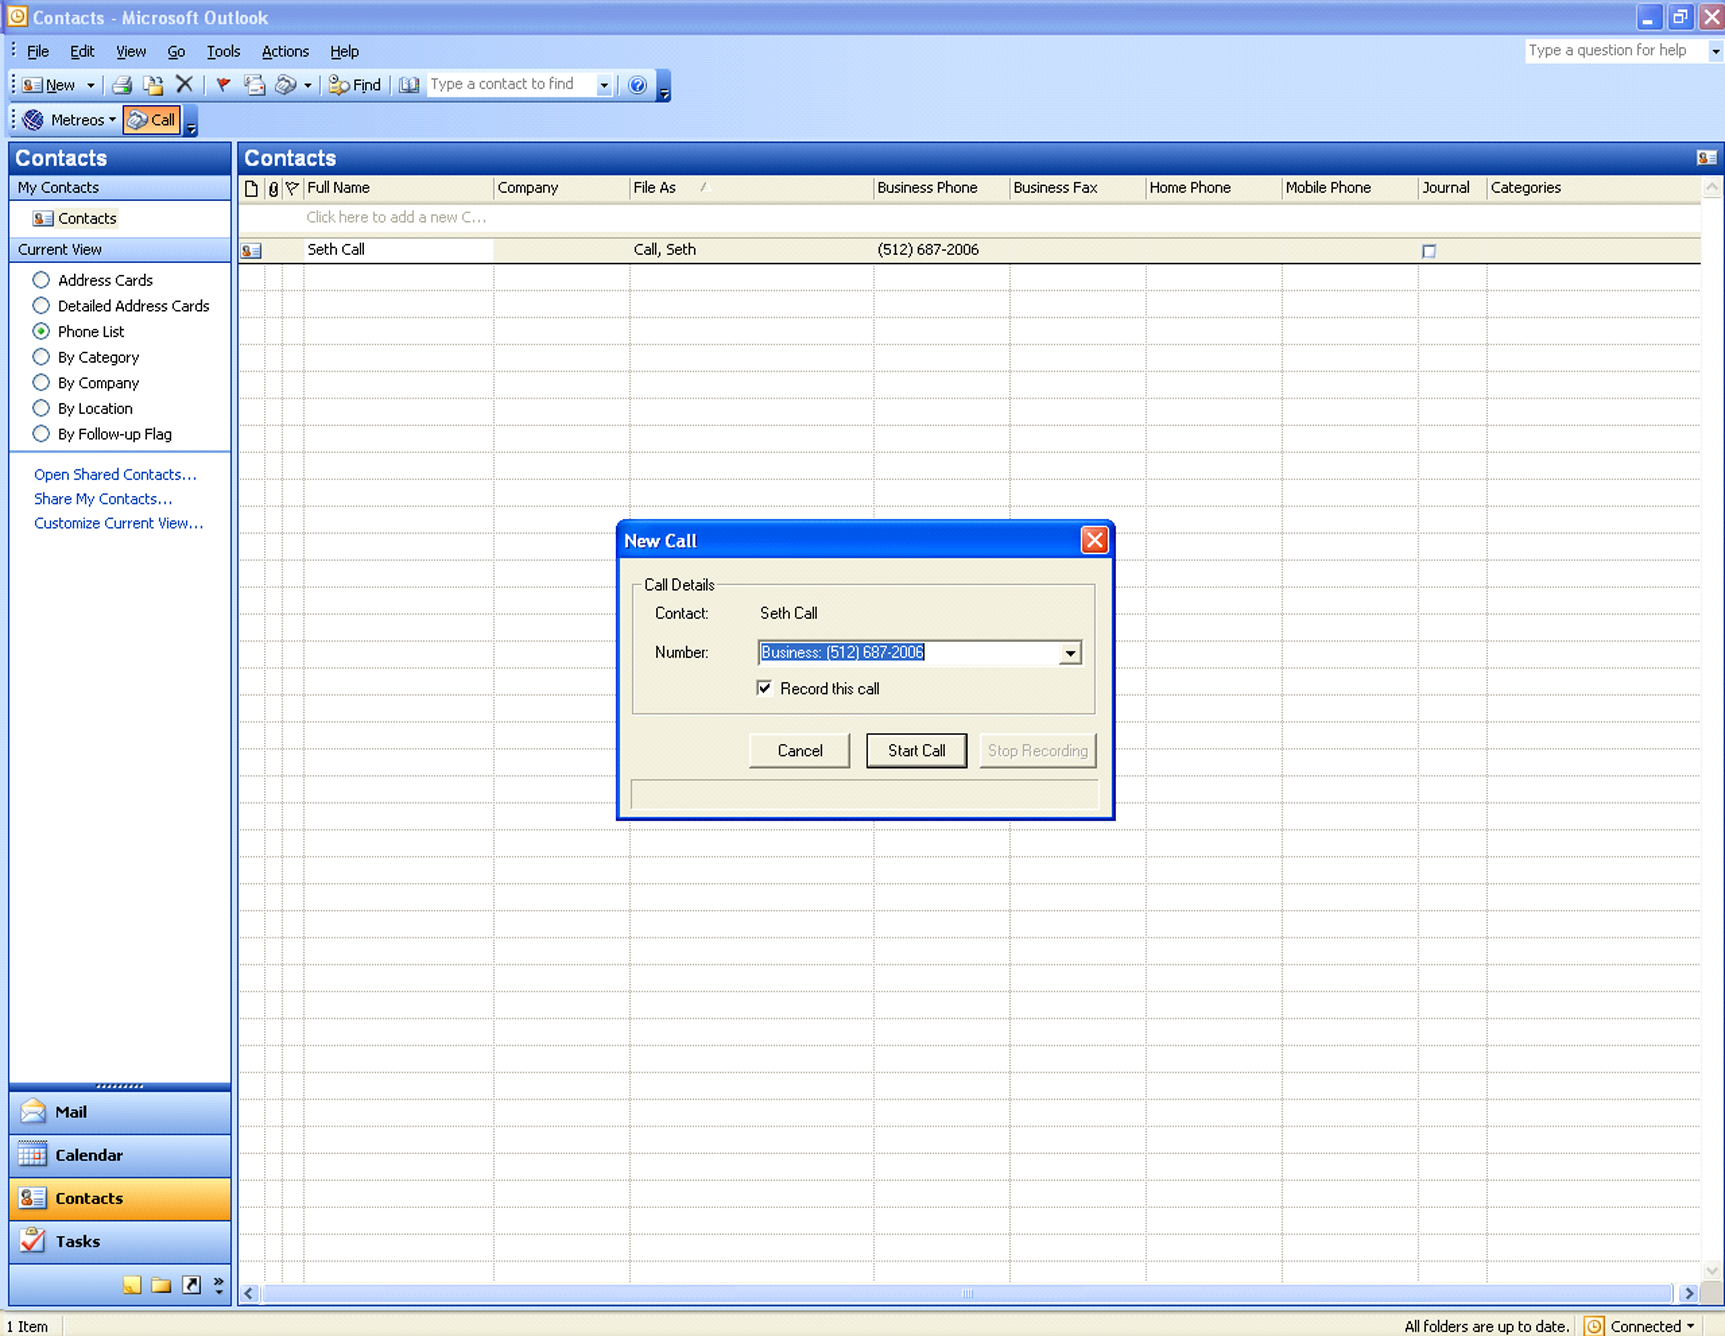 Contacts - Microsoft Outlook
File Edit View Go Tools Actions Help Type a question for help
New Find Type a contact to find
Metreos Call
Contacts
My Contacts
Contacts
Current View
Address Cards
Detailed Address Cards
Phone List
By Category
By Company
By Location
By Follow-up Flag
Open Shared Contacts...
Share My Contacts...
Customize Current View...
Contacts
Full Name Company File As Business Phone Business Fax Home Phone Mobile Phone Journal Categories
Click here to add a new C...
Seth Call Call, Seth (512) 687-2006
New Call
Call Details
Contact: Seth Call
Number: Business: (512) 687-2006
Record this call
Cancel Start Call Stop Recording
Mail
Calendar
Contacts
Tasks
1 Item All folders are up to date. Connected